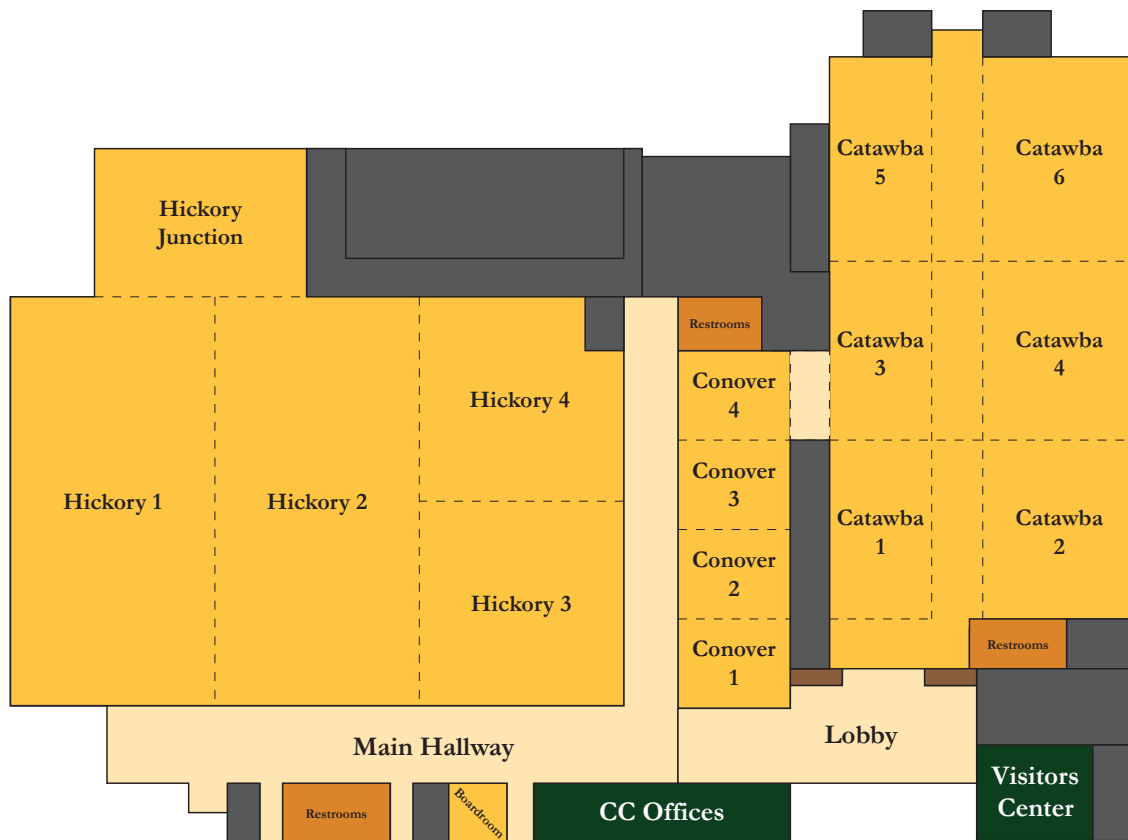 Catawba
5
Catawba
6
Hickory
Junction
Restrooms
Catawba
3
Catawba
4
Conover
4
Hickory 4
Hickory 1
Hickory 2
Conover
3
Catawba
1
Catawba
2
Conover
2
Hickory 3
Conover
1
Restrooms
Main Hallway
Lobby
Restrooms
Boardroom
CC Offices
Visitors
Center